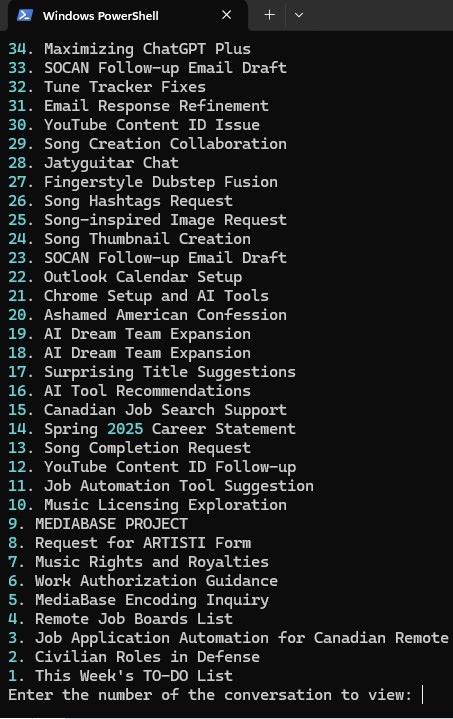 Windows PowerShell
34. Maximizing ChatGPT Plus
33. SOCAN Follow-up Email Draft
32. Tune Tracker Fixes
31. Email Response Refinement
30. YouTube Content ID Issue
29. Song Creation Collaboration
28. Jatyguitar Chat
27. Fingerstyle Dubstep Fusion
26. Song Hashtags Request
25. Song-inspired Image Request
24. Song Thumbnail Creation
23. SOCAN Follow-up Email Draft
22. Outlook Calendar Setup
21. Chrome Setup and AI Tools
20. Ashamed American Confession
19. AI Dream Team Expansion
18. AI Dream Team Expansion
17. Surprising Title Suggestions
16. AI Tool Recommendations
15. Canadian Job Search Support
14. Spring 2025 Career Statement
13. Song Completion Request
12. YouTube Content ID Follow-up
11. Job Automation Tool Suggestion
10. Music Licensing Exploration
9. MEDIABASE PROJECT
8. Request for ARTISTI Form
7. Music Rights and Royalties
6. Work Authorization Guidance
5. MediaBase Encoding Inquiry
4. Remote Job Boards List
3. Job Application Automation for Canadian Remote
2. Civilian Roles in Defense
1. This Week's TO-DO List
Enter the number of the conversation to view: